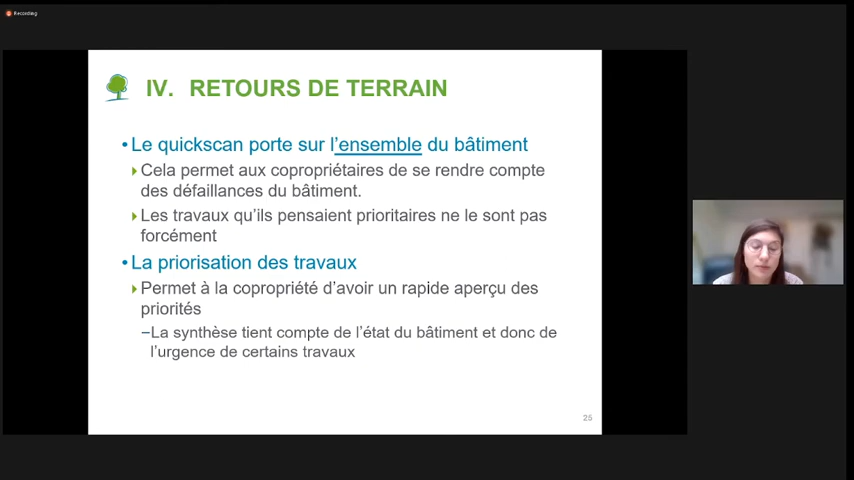 Recording
IV. RETOURS DE TERRAIN
•Le quickscan porte sur l'ensemble du bâtiment
Cela permet aux copropriétaires de se rendre compte
des défaillances du bâtiment.
Les travaux qu'ils pensaient prioritaires ne le sont pas
forcément
•La priorisation des travaux
Permet à la copropriété d'avoir un rapide aperçu des
priorités
−La synthèse tient compte de l'état du bâtiment et donc de
l'urgence de certains travaux
25